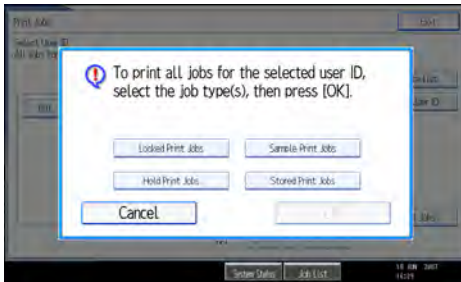 Print Jobs
Exit
Select User ID
To print all jobs for the selected user ID,
select the job type(s), then press [OK].
Locked Print Jobs
Sample Print Jobs
Hold Print Jobs
Stored Print Jobs
Cancel
System Status
Job List
18 JUN 2007